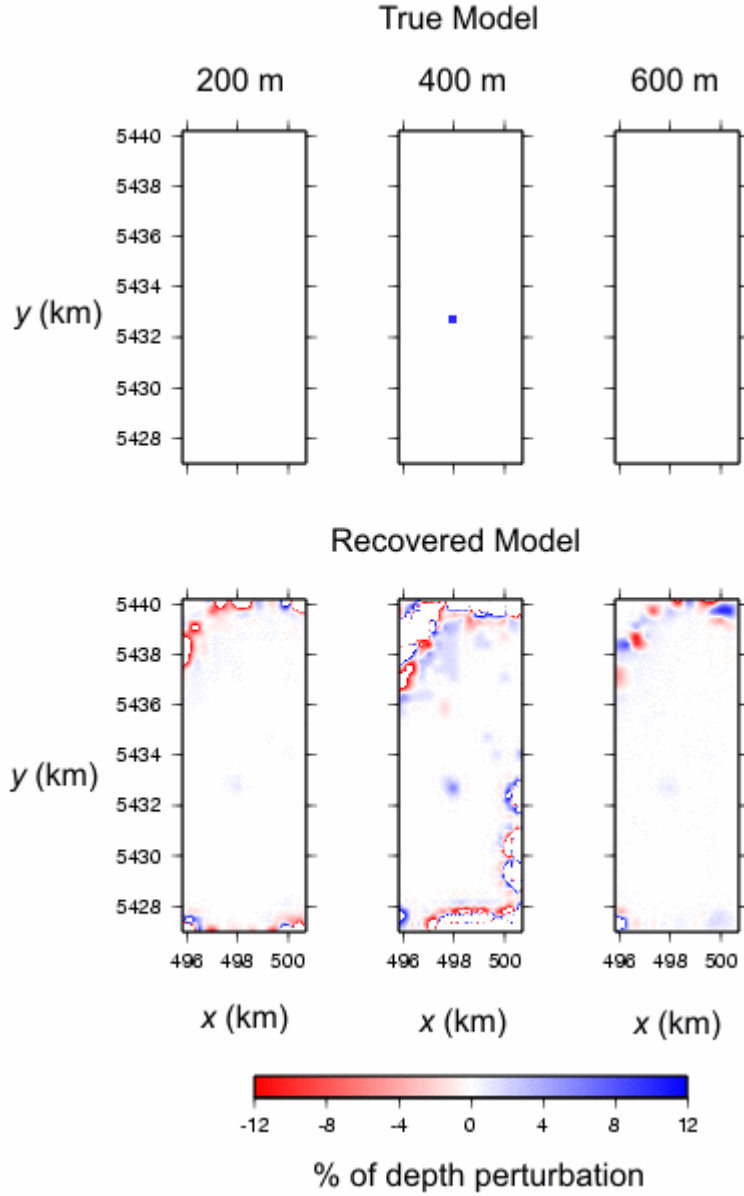 True Model
200 m 400 m 600 m
5440
5438
5436
5434
5432
5430
5428
y (km)
Recovered Model
5440
5438
5436
5434
5432
5430
5428
y (km)
496 498 500 496 498 500 496 498 500
x (km) x (km) x (km)
-12 -8 -4 0 4 8 12
% of depth perturbation